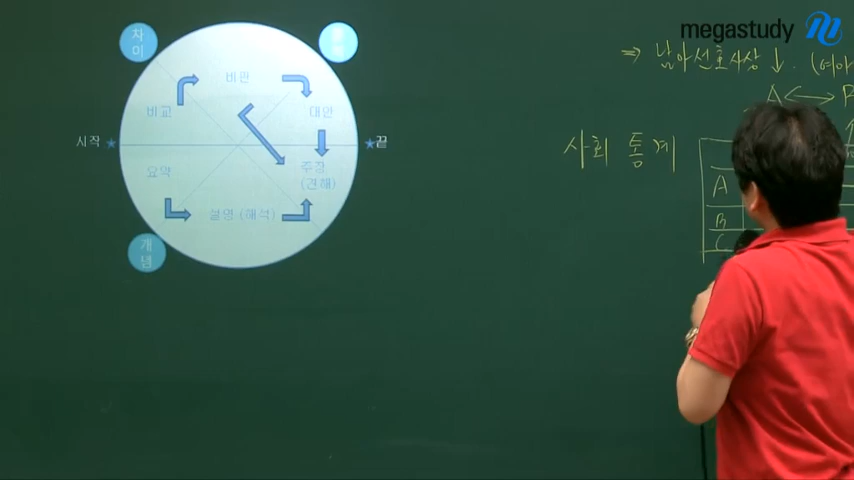 megastudy
차
이
비판
비교
대안
시작
끝
요약
주장
(견해)
설명 (해석)
개
념
⇒ 남아선호사상 ↓. (여아
A ↔
사회 통계
A
B
C